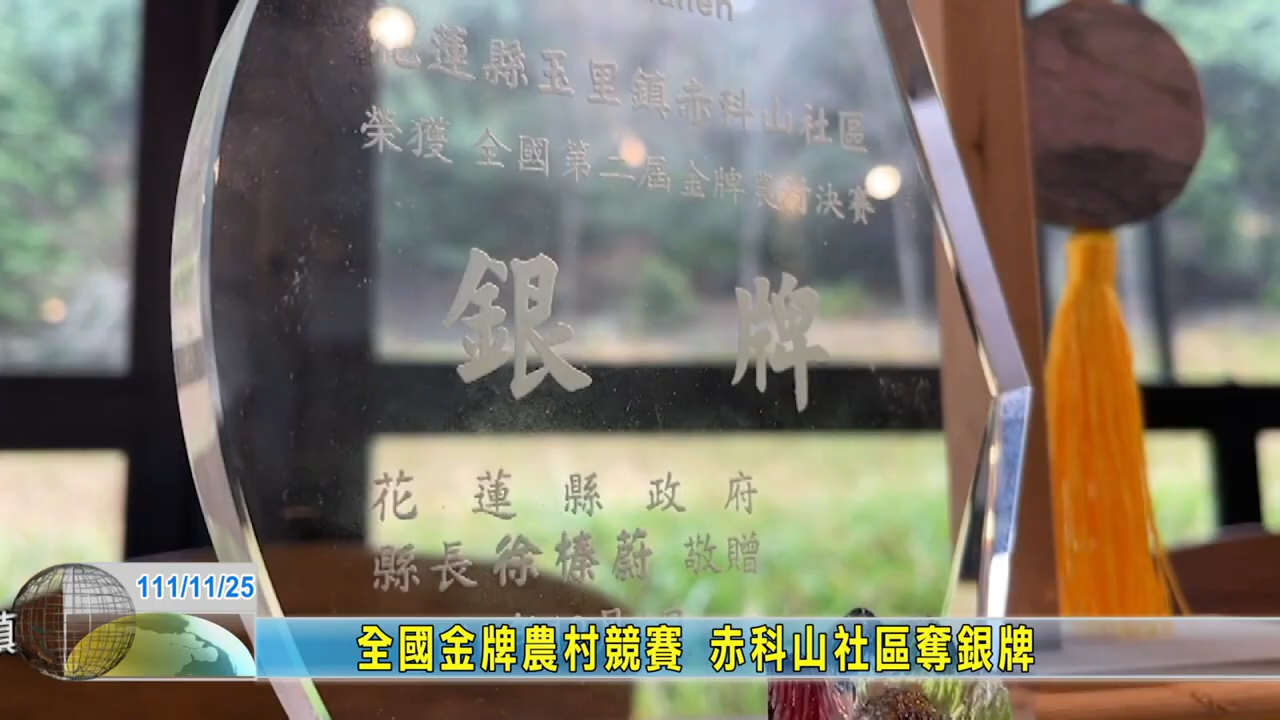 花蓮縣玉里鎮赤科山社區
榮獲 全國第二屆金牌農村決賽
銀牌
花蓮縣政府
縣長徐榛蔚 敬贈
111/11/25
鎮
全國金牌農村競賽 赤科山社區奪銀牌